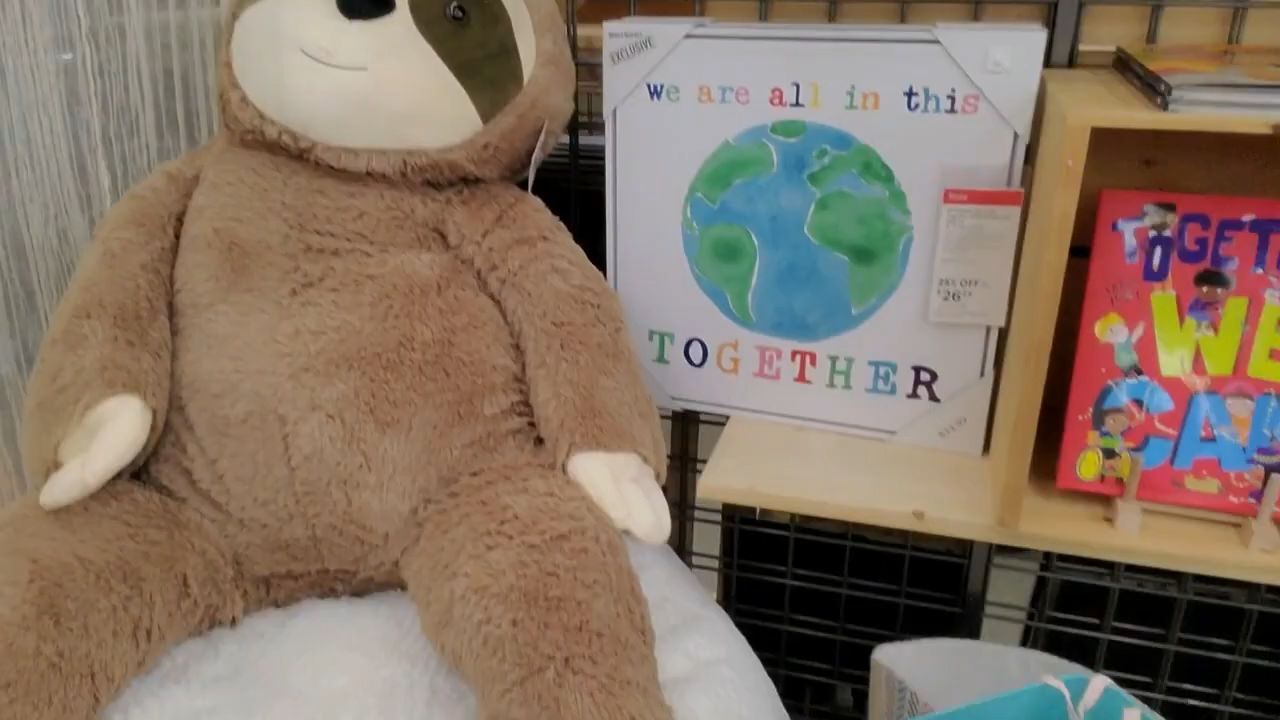 EXCLUSIVE
we are all in this
TOGETHER
25% OFF
$26
TOGET
WE
CA